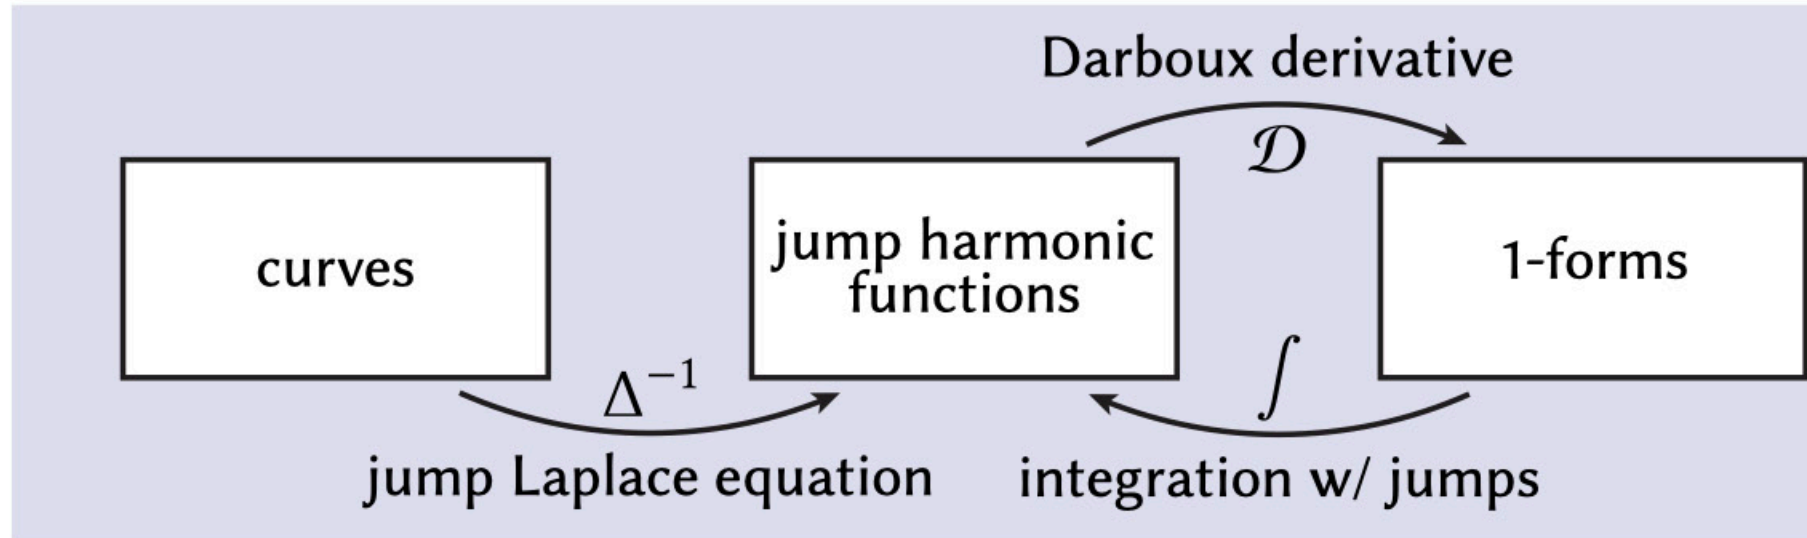 Darboux derivative
𝒟
curves
jump harmonic
functions
1-forms
Δ⁻¹
∫
jump Laplace equation
integration w/ jumps